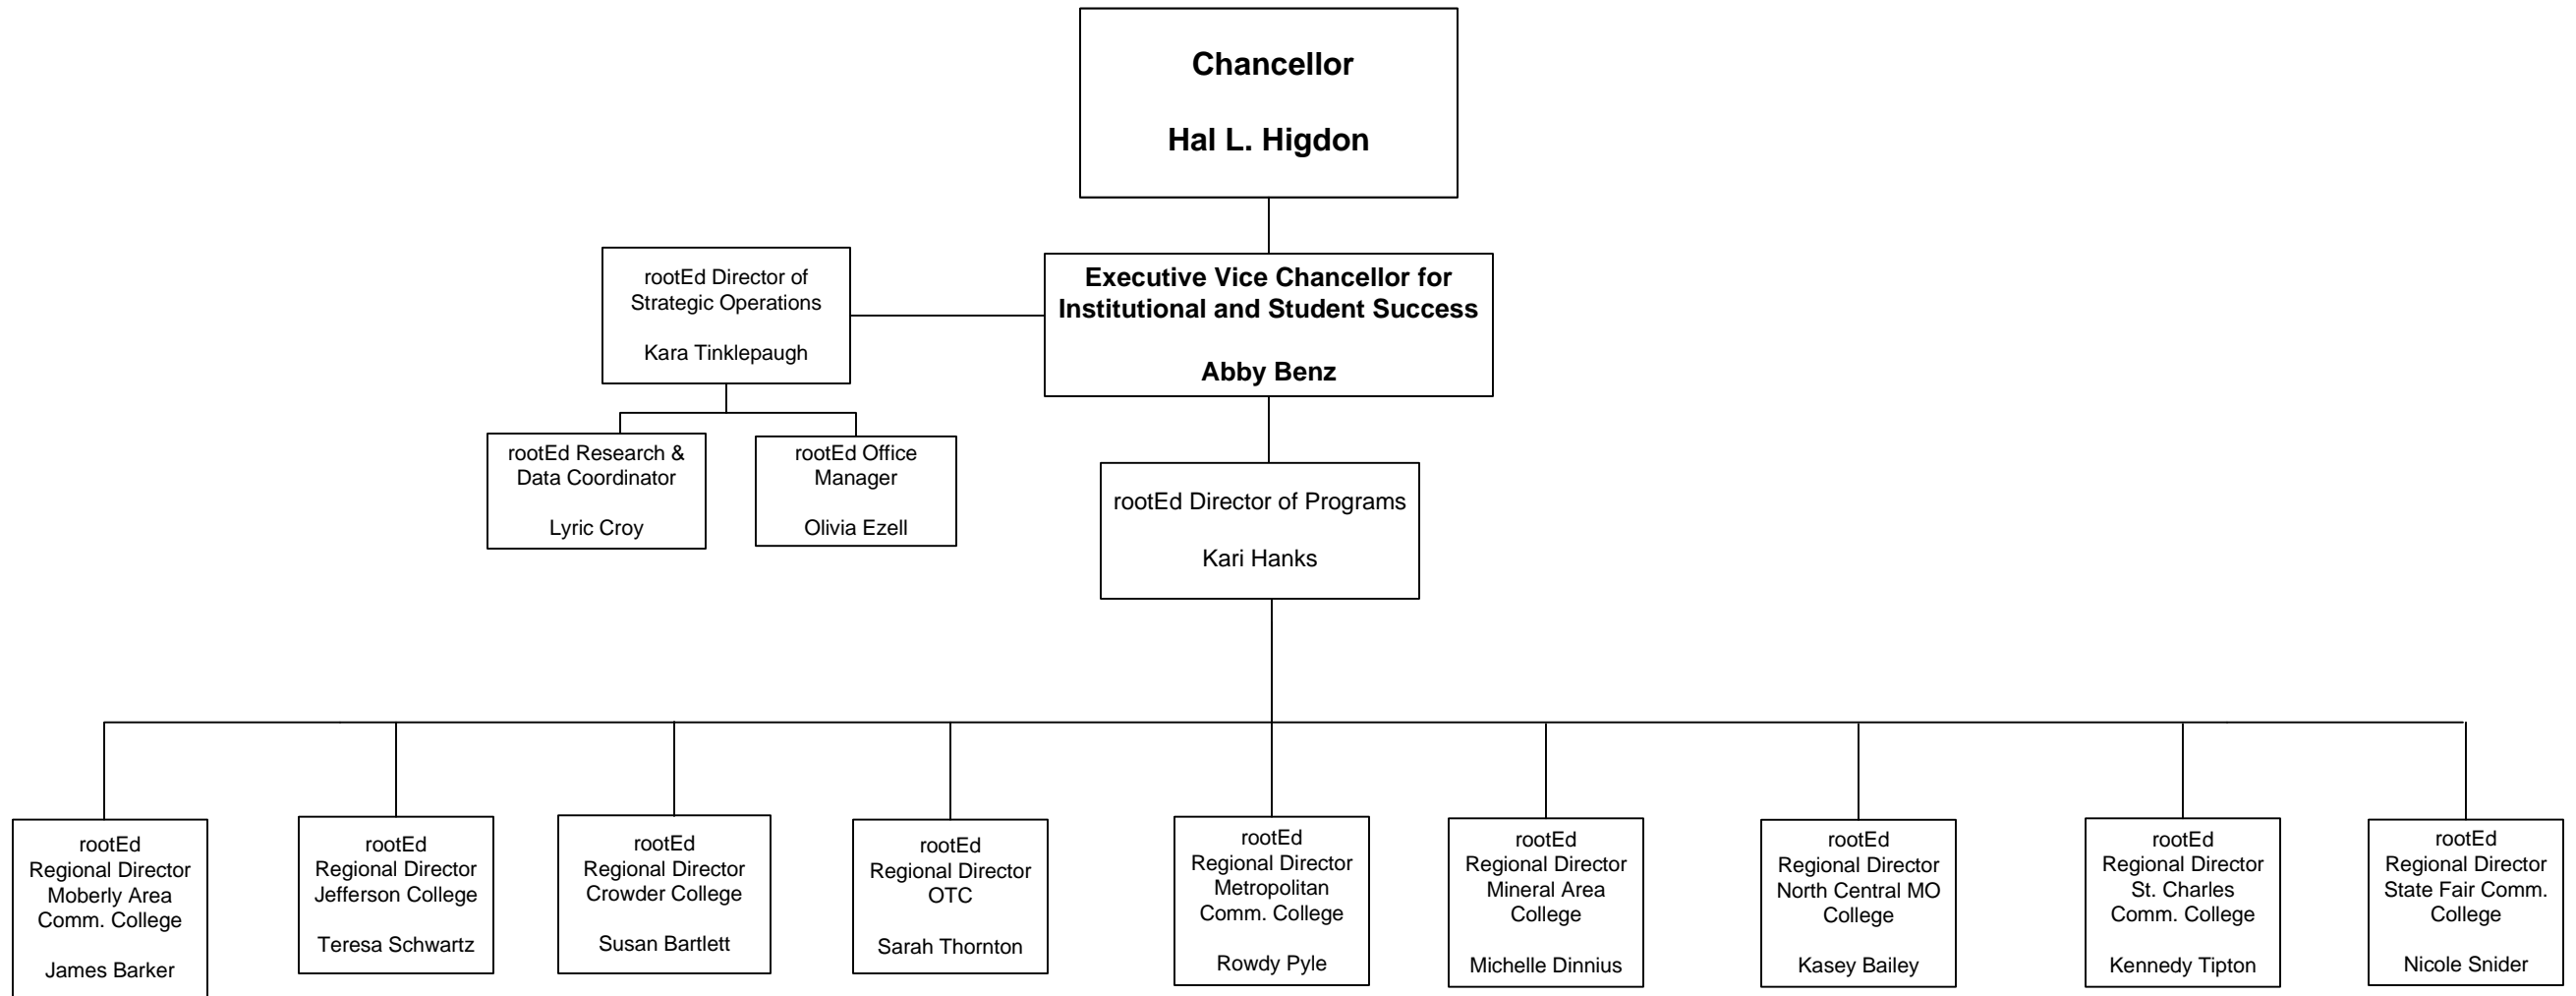 Chancellor
Hal L. Higdon
rootEd Director of
Strategic Operations
Kara Tinklepaugh
Executive Vice Chancellor for
Institutional and Student Success
Abby Benz
rootEd Research &
Data Coordinator
Lyric Croy
rootEd Office
Manager
Olivia Ezell
rootEd Director of Programs
Kari Hanks
rootEd
Regional Director
Moberly Area
Comm. College
James Barker
rootEd
Regional Director
Jefferson College
Teresa Schwartz
rootEd
Regional Director
Crowder College
Susan Bartlett
rootEd
Regional Director
OTC
Sarah Thornton
rootEd
Regional Director
Metropolitan
Comm. College
Rowdy Pyle
rootEd
Regional Director
Mineral Area
College
Michelle Dinnius
rootEd
Regional Director
North Central MO
College
Kasey Bailey
rootEd
Regional Director
St. Charles
Comm. College
Kennedy Tipton
rootEd
Regional Director
State Fair Comm.
College
Nicole Snider